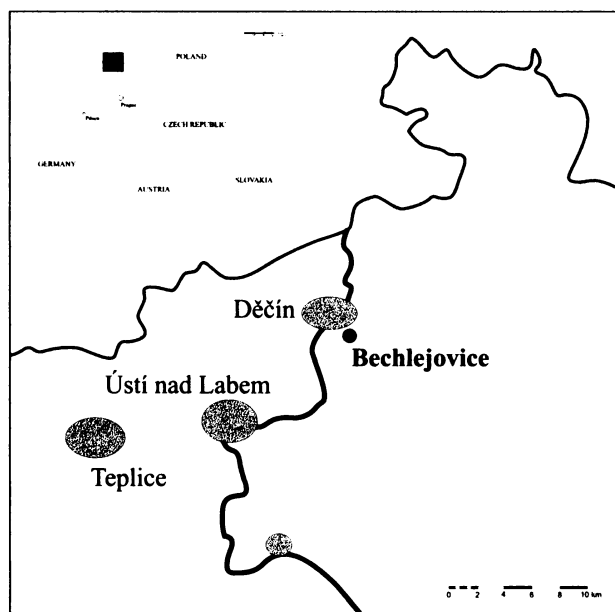 POLAND
Prague
Pilsen
CZECH REPUBLIC
GERMANY
SLOVAKIA
AUSTRIA
Děčín
Bechlejovice
Ústí nad Labem
Teplice
0 2 4 6 8 10 km